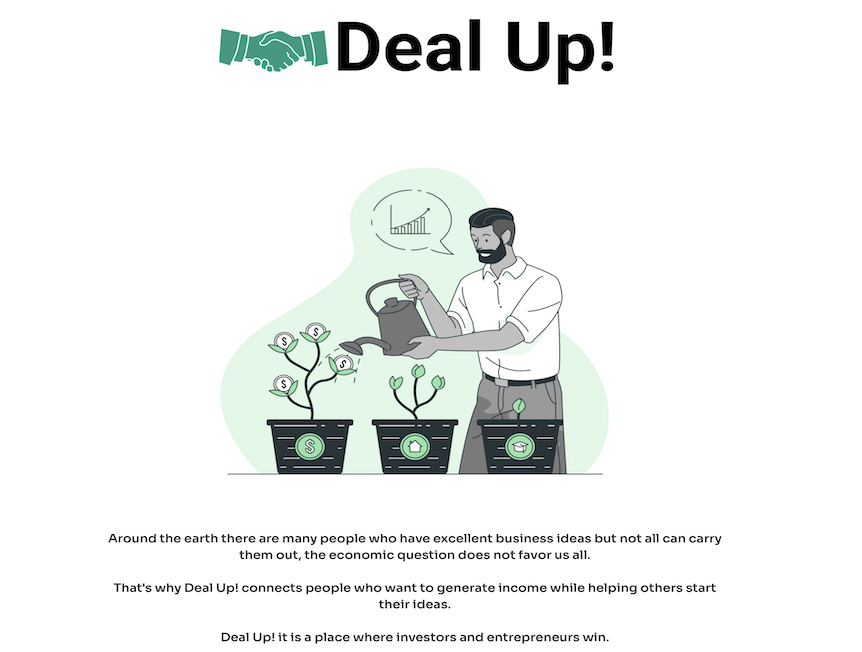 Deal Up!
$
$
$
$
$
Around the earth there are many people who have excellent business ideas but not all can carry
them out, the economic question does not favor us all.
That's why Deal Up! connects people who want to generate income while helping others start
their ideas.
Deal Up! it is a place where investors and entrepreneurs win.